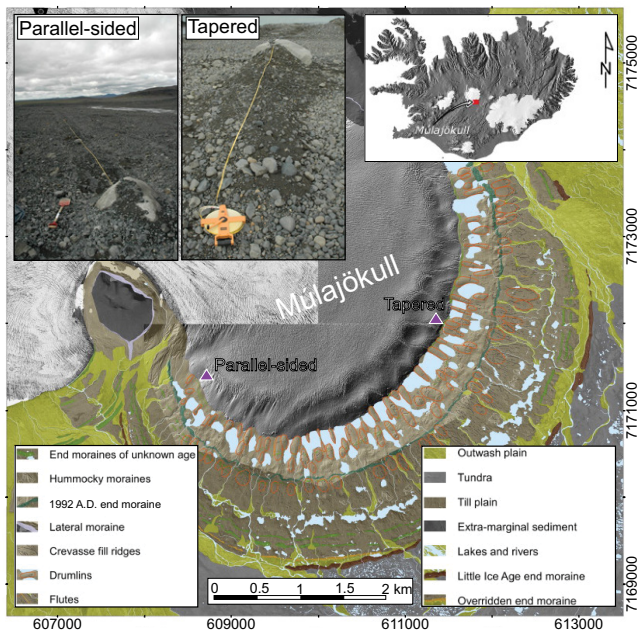 Parallel-sided
Tapered
N
Múlajökull
7175000
7173000
7171000
7169000
Múlajökull
Tapered
Parallel-sided
End moraines of unknown age
Hummocky moraines
1992 A.D. end moraine
Lateral moraine
Crevasse fill ridges
Drumlins
Flutes
Outwash plain
Tundra
Till plain
Extra-marginal sediment
Lakes and rivers
Little Ice Age end moraine
Overridden end moraine
0 0.5 1 1.5 2 km
607000 609000 611000 613000